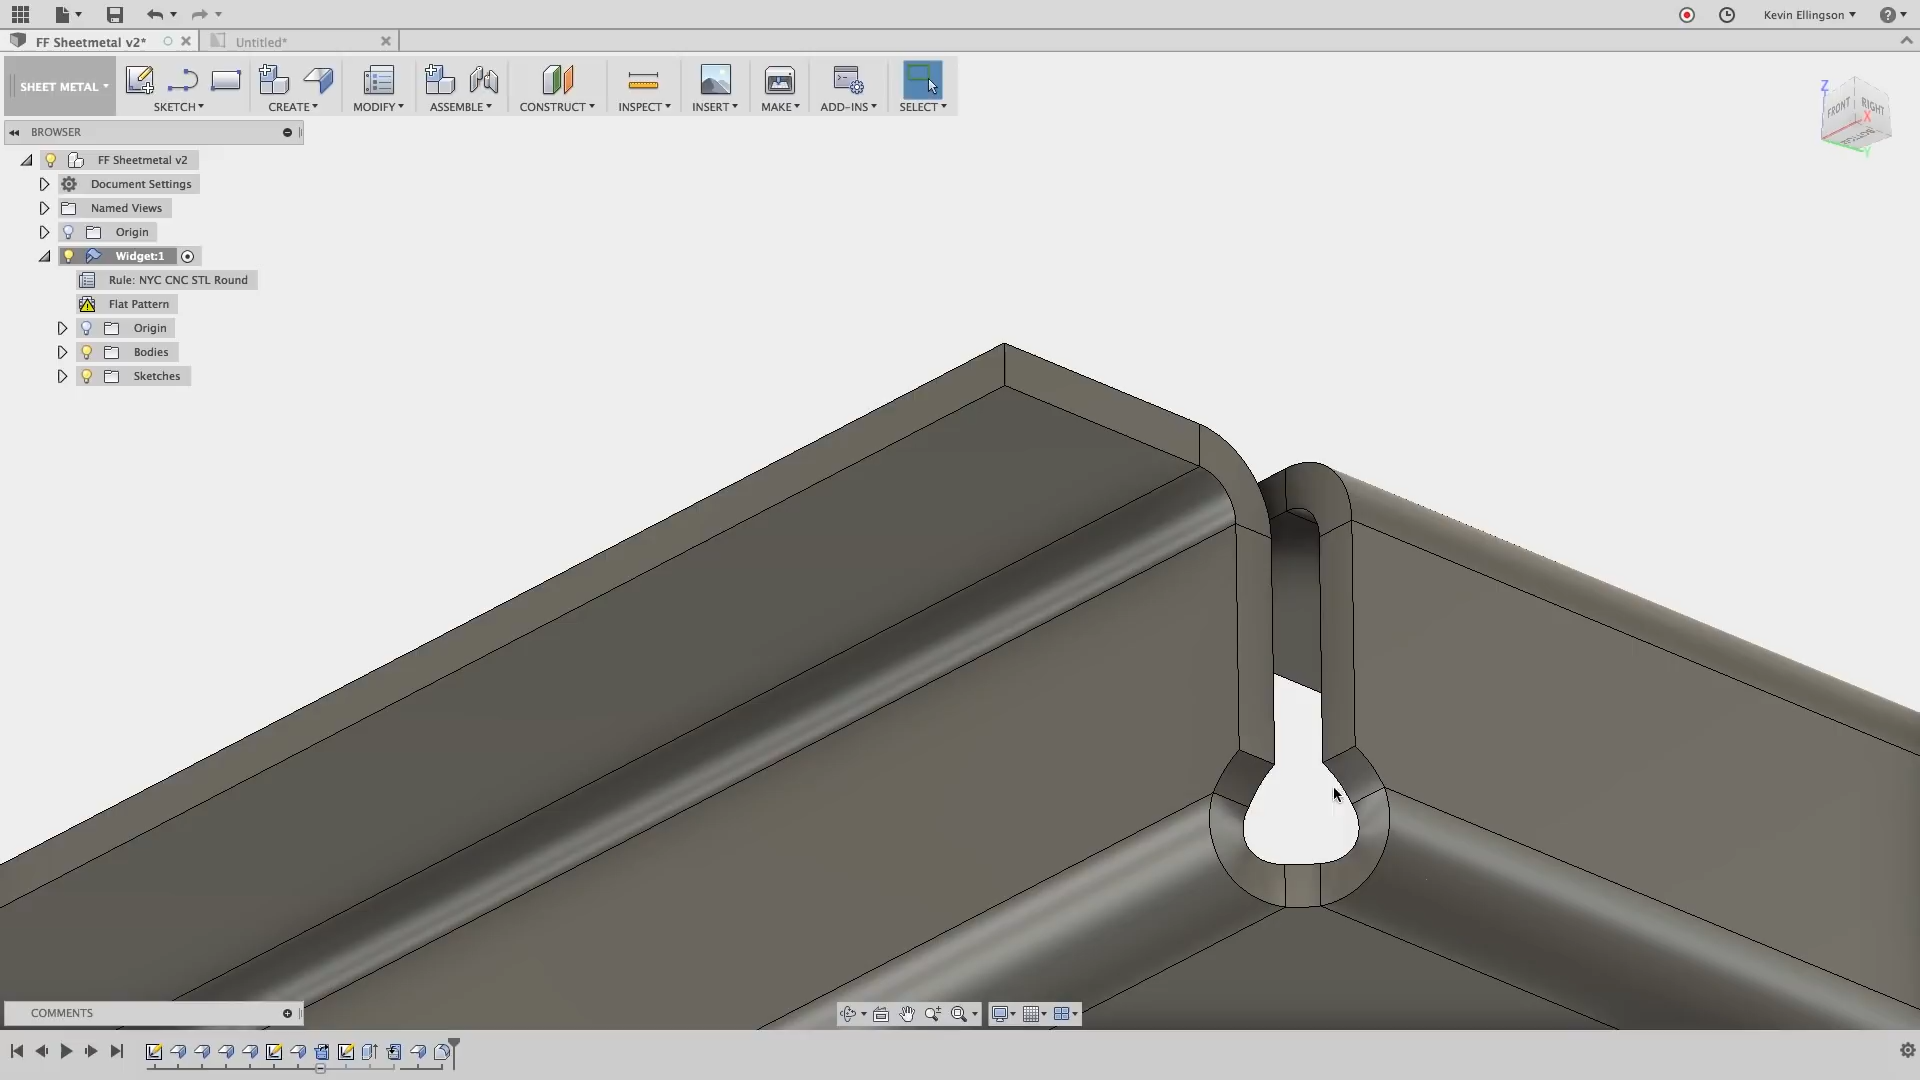 Kevin Ellingson
FF Sheetmetal v2*
Untitled*
SHEET METAL
SKETCH
CREATE
MODIFY
ASSEMBLE
CONSTRUCT
INSPECT
INSERT
MAKE
ADD-INS
SELECT
Z
FRONT
RIGHT
X
BOTTOM
Y
BROWSER
FF Sheetmetal v2
Document Settings
Named Views
Origin
Widget:1
Rule: NYC CNC STL Round
Flat Pattern
Origin
Bodies
Sketches
COMMENTS